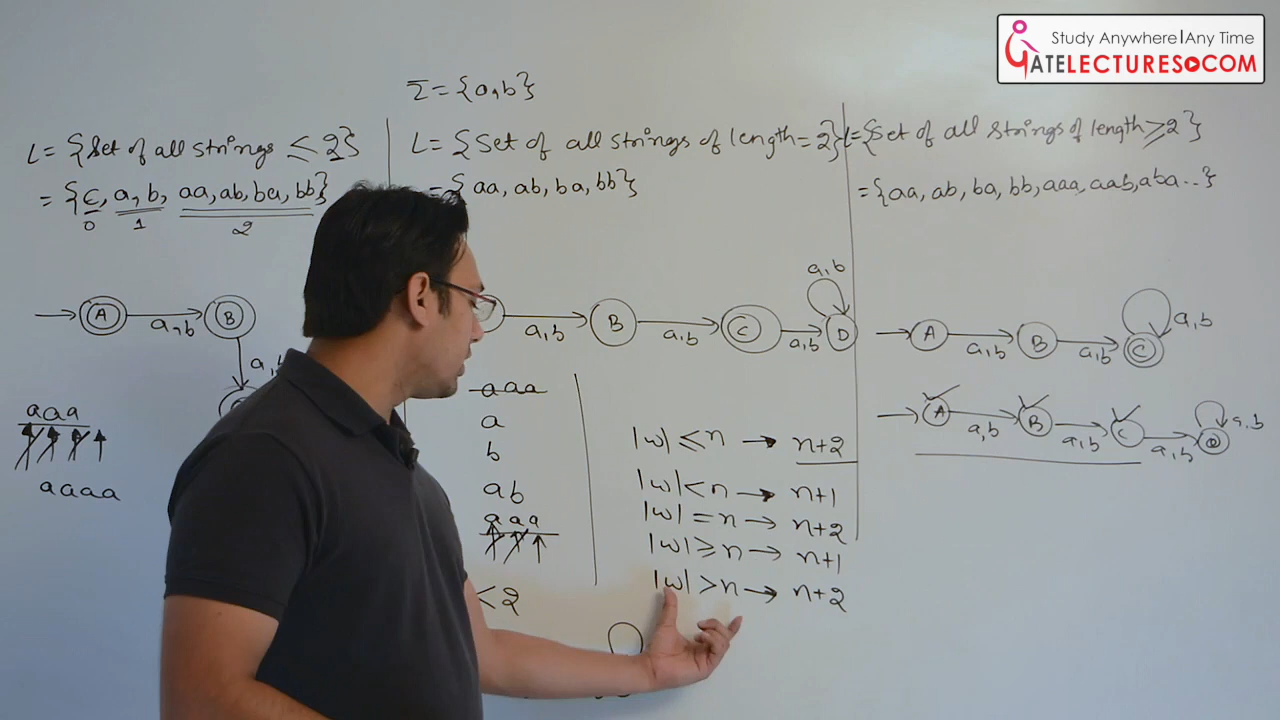 Study Anywhere|Any Time
GATELECTURES.COM
Σ = {a,b}
L = {Set of all strings ≤ 2}
= {ε, a, b, aa, ab, ba, bb}
0 1 2
A a,b B
a,b
aaa
aaaa
L = {Set of all strings of length = 2}
= {aa, ab, ba, bb}
a,b
a,b B a,b C a,b D
aaa
a
b
ab
aaa
< 2
|w| ≤ n → n+2
|w| < n → n+1
|w| = n → n+2
|w| ≥ n → n+1
|w| > n → n+2
L = {Set of all strings of length ≥ 2}
= {aa, ab, ba, bb, aaa, aab, aba ..}
A a,b B a,b C a,b
A a,b B a,b C a,b D a,b